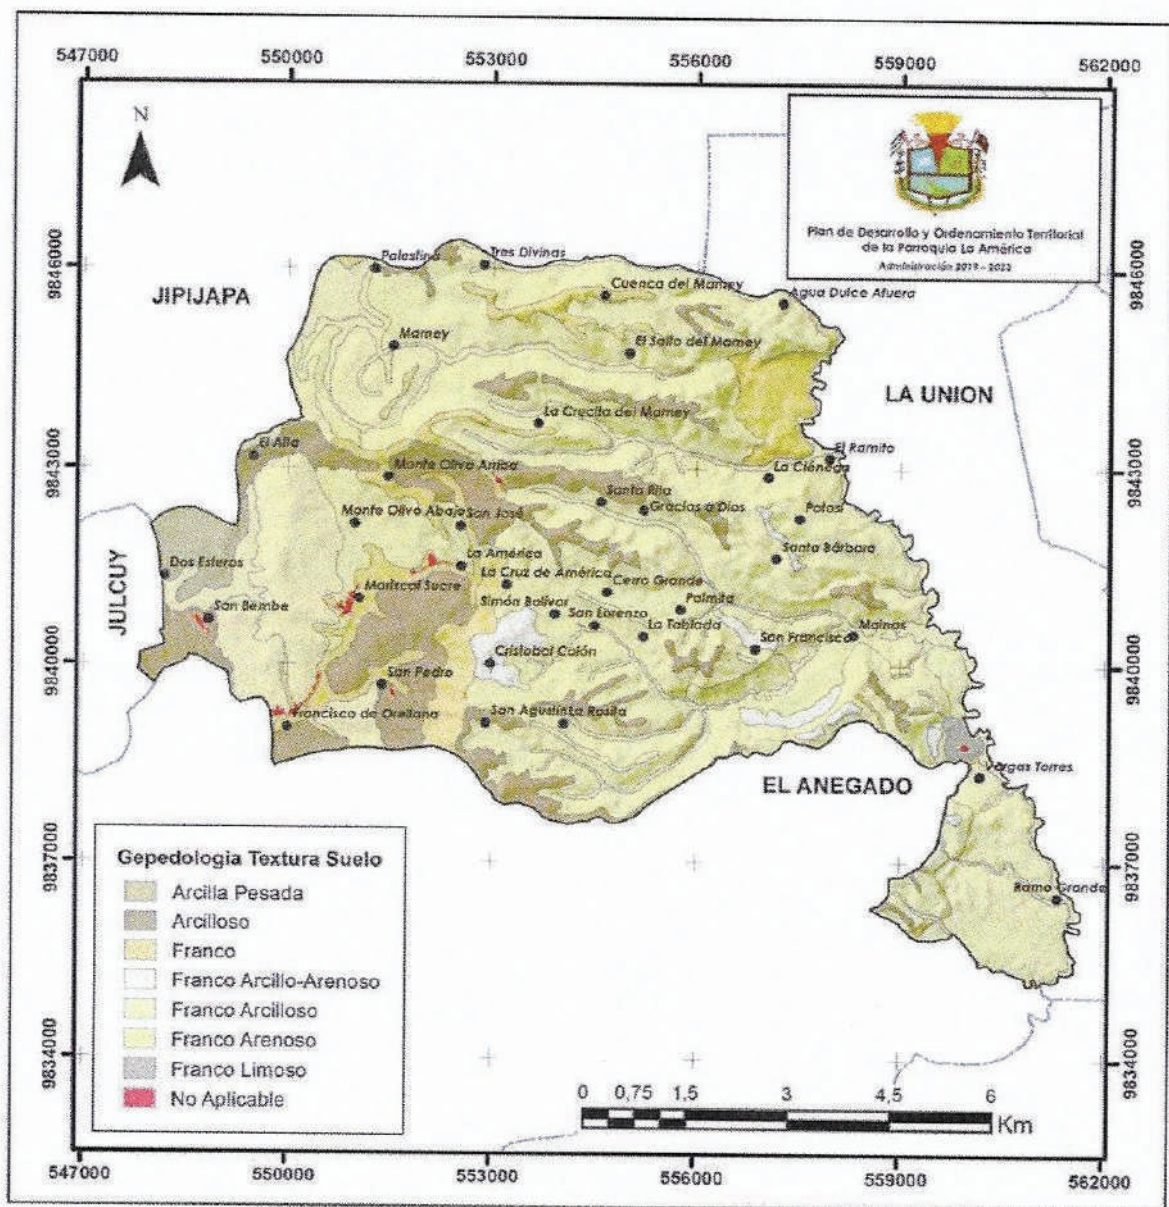 547000 550000 553000 556000 559000 562000
N
Plan de Desarrollo y Ordenamiento Territorial
de la Parroquia La América
Administración 2019 - 2023
9846000
9846000
Palestina
Tres Divinas
Cuenca del Mamey
Agua Dulce Afuera
JIPIJAPA
Mamey
El Salto del Mamey
LA UNION
La Crucita del Mamey
El Alta
El Ramito
9843000
9843000
Monte Olivo Arriba
La Ciénega
Santa Rita
Gracias a Dios
Potosí
Monte Olivo Abajo
San José
Santa Bárbara
JULCUY
Dos Esteros
La América
La Cruz de América
Cerro Grande
Mariscal Sucre
San Bembe
Simón Bolívar
San Lorenzo
Palmita
La Tablada
San Francisco
Mainas
9840000
9840000
Cristobal Colón
San Pedro
Francisco de Orellana
San Agustín
La Rosita
EL ANEGADO
Vargas Torres
9837000
9837000
Ramo Grande
Gepedologia Textura Suelo
Arcilla Pesada
Arcilloso
Franco
Franco Arcillo-Arenoso
Franco Arcilloso
Franco Arenoso
Franco Limoso
No Aplicable
9834000
9834000
0 0,75 1,5 3 4,5 6
Km
547000 550000 553000 556000 559000 562000